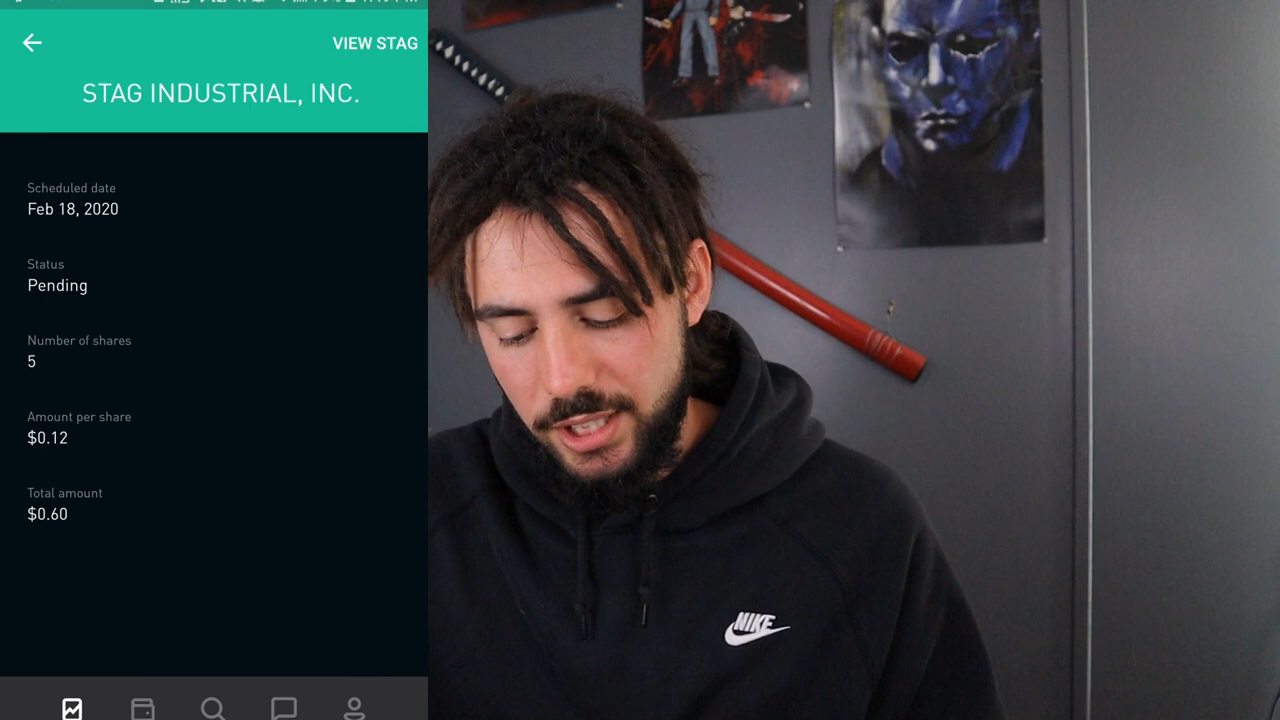 VIEW STAG
STAG INDUSTRIAL, INC.
Scheduled date
Feb 18, 2020
Status
Pending
Number of shares
5
Amount per share
$0.12
Total amount
$0.60
NIKE